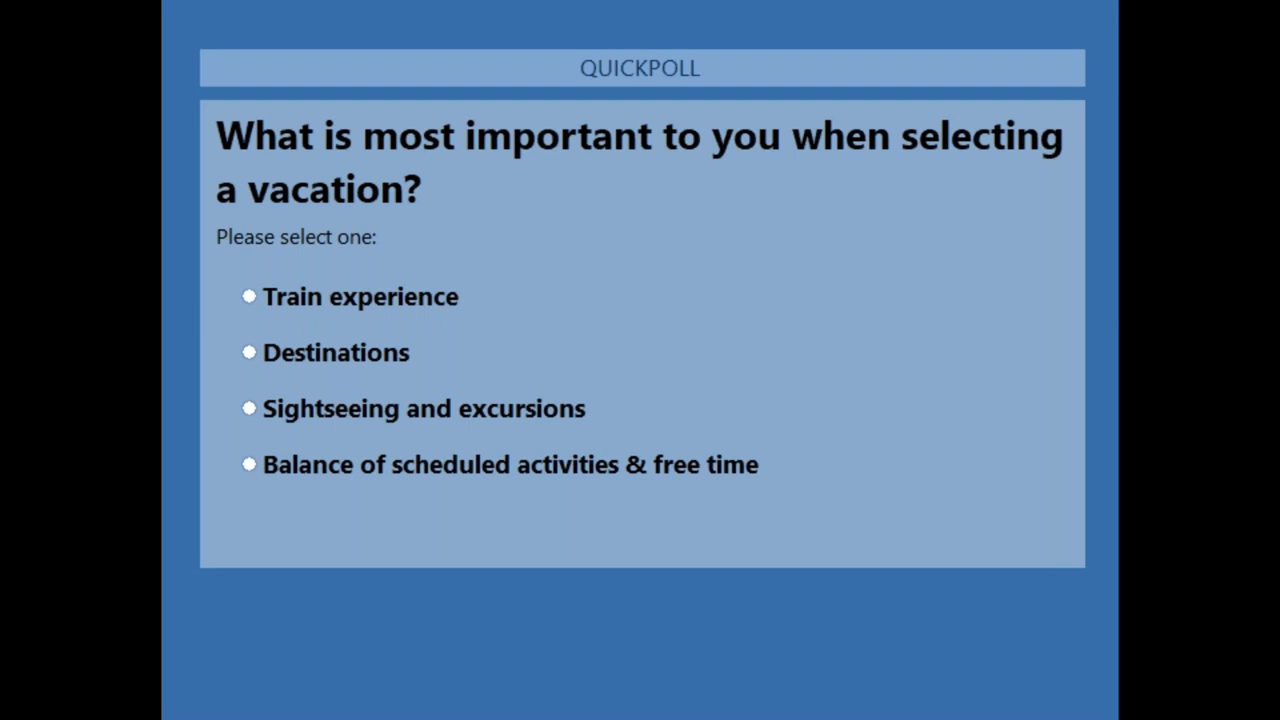 QUICKPOLL
What is most important to you when selecting
a vacation?
Please select one:
Train experience
Destinations
Sightseeing and excursions
Balance of scheduled activities & free time